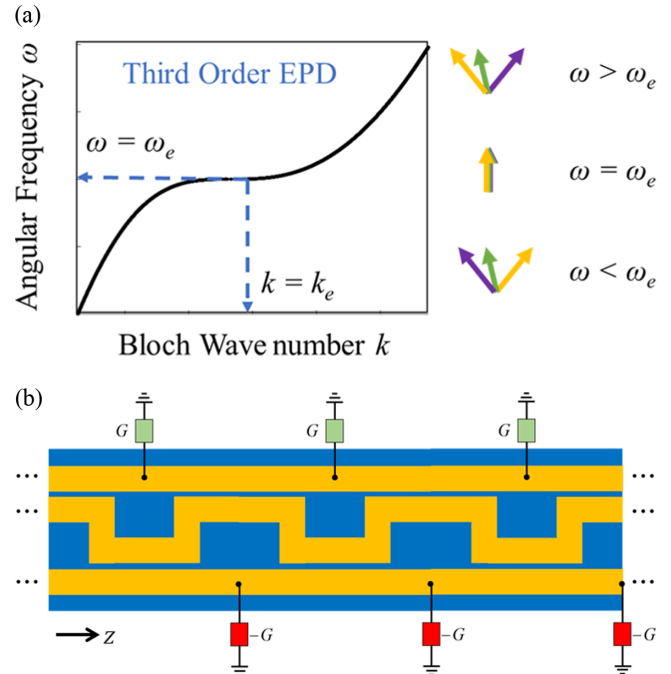 (a)
Third Order EPD
ω = ωₑ
k = kₑ
Angular Frequency ω
Bloch Wave number k
ω > ωₑ
ω = ωₑ
ω < ωₑ
(b)
G G G
... ...
... ...
... ...
Z
−G −G −G